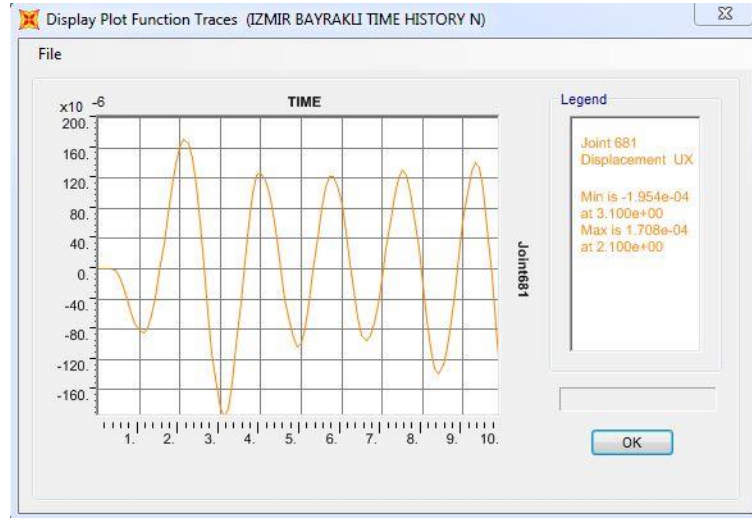 Display Plot Function Traces (IZMIR BAYRAKLI TIME HISTORY N)
File
x10 -6
TIME
200.
160.
120.
80.
40.
0.
-40.
-80.
-120.
-160.
1. 2. 3. 4. 5. 6. 7. 8. 9. 10.
Joint681
Legend
Joint 681
Displacement UX
Min is -1.954e-04
at 3.100e+00
Max is 1.708e-04
at 2.100e+00
OK